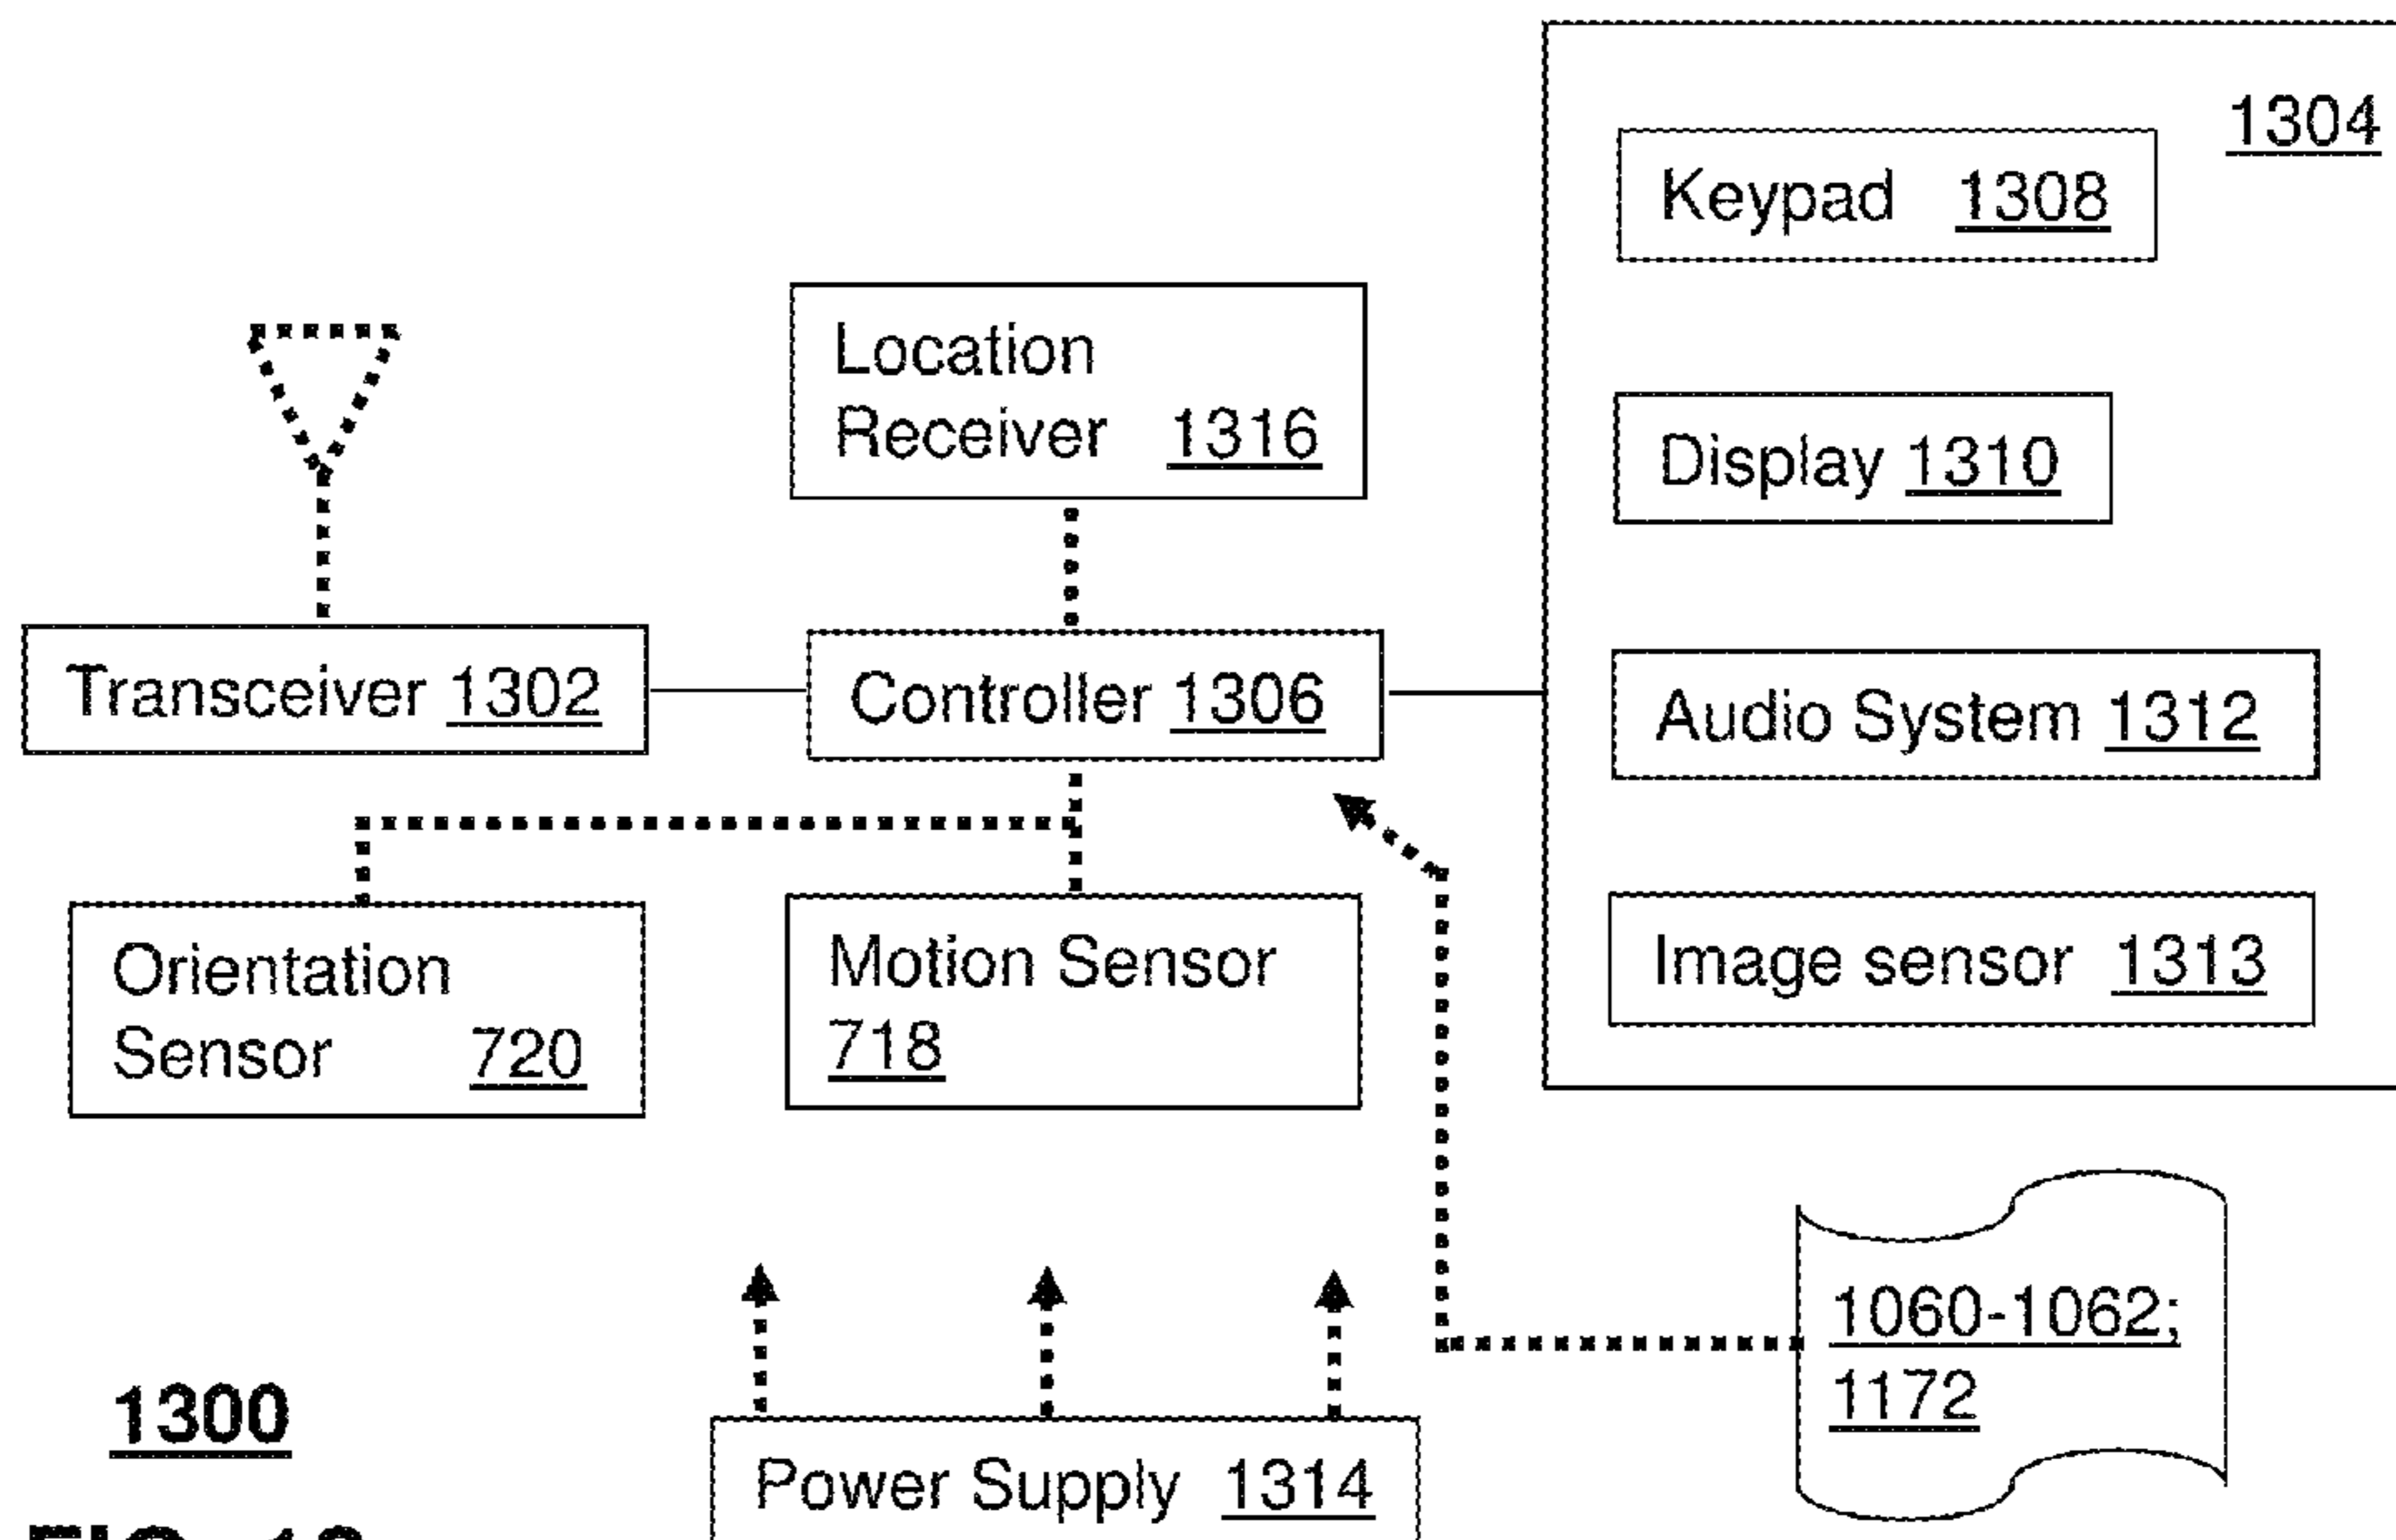 1304
Keypad 1308
Location
Receiver 1316
Display 1310
Transceiver 1302
Controller 1306
Audio System 1312
Orientation
Sensor 720
Motion Sensor
718
Image sensor 1313
1060-1062;
1172
1300
Power Supply 1314